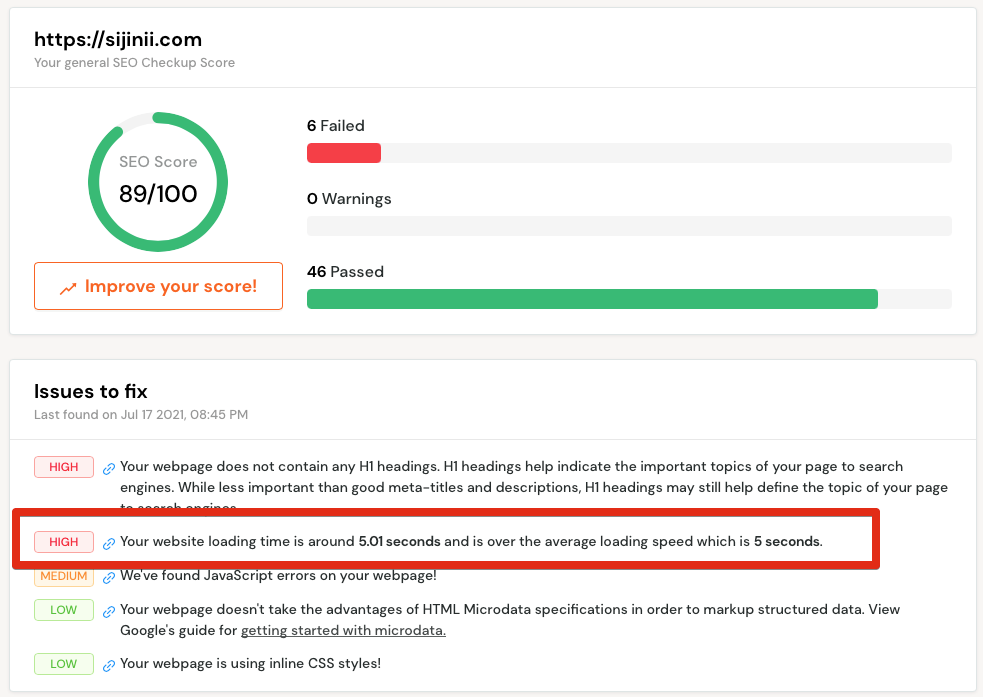 https://sijinii.com
Your general SEO Checkup Score
SEO Score
89/100
Improve your score!
6 Failed
0 Warnings
46 Passed
Issues to fix
Last found on Jul 17 2021, 08:45 PM
HIGH
Your webpage does not contain any H1 headings. H1 headings help indicate the important topics of your page to search
engines. While less important than good meta-titles and descriptions, H1 headings may still help define the topic of your page
to search engines.
HIGH
Your website loading time is around 5.01 seconds and is over the average loading speed which is 5 seconds.
MEDIUM
We've found JavaScript errors on your webpage!
LOW
Your webpage doesn't take the advantages of HTML Microdata specifications in order to markup structured data. View
Google's guide for getting started with microdata.
LOW
Your webpage is using inline CSS styles!